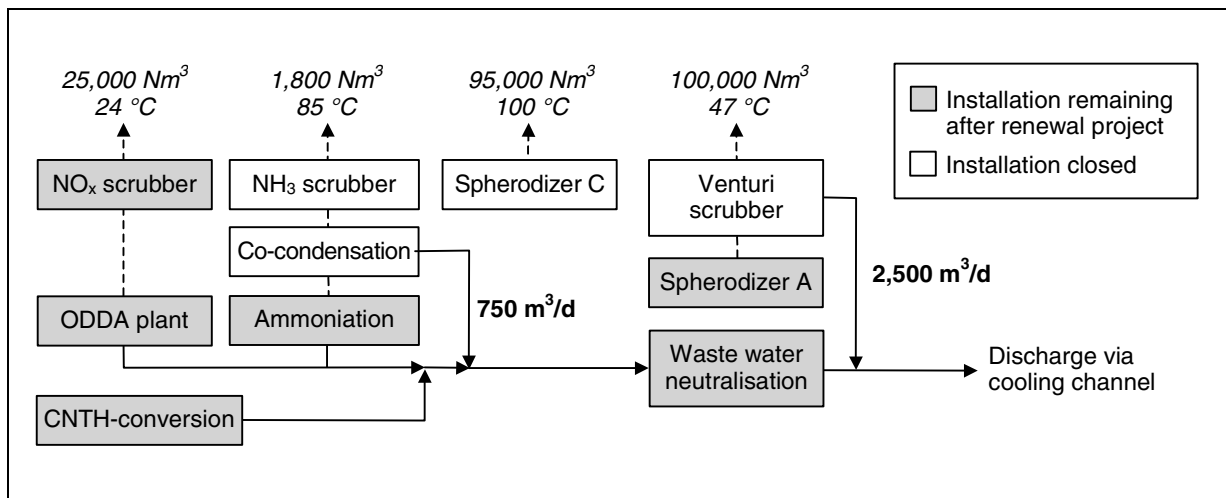 25,000 Nm³
24 °C
1,800 Nm³
85 °C
95,000 Nm³
100 °C
100,000 Nm³
47 °C
Installation remaining
after renewal project
Installation closed
NOₓ scrubber
NH₃ scrubber
Spherodizer C
Venturi
scrubber
Co-condensation
Spherodizer A
2,500 m³/d
750 m³/d
ODDA plant
Ammoniation
Waste water
neutralisation
Discharge via
cooling channel
CNTH-conversion